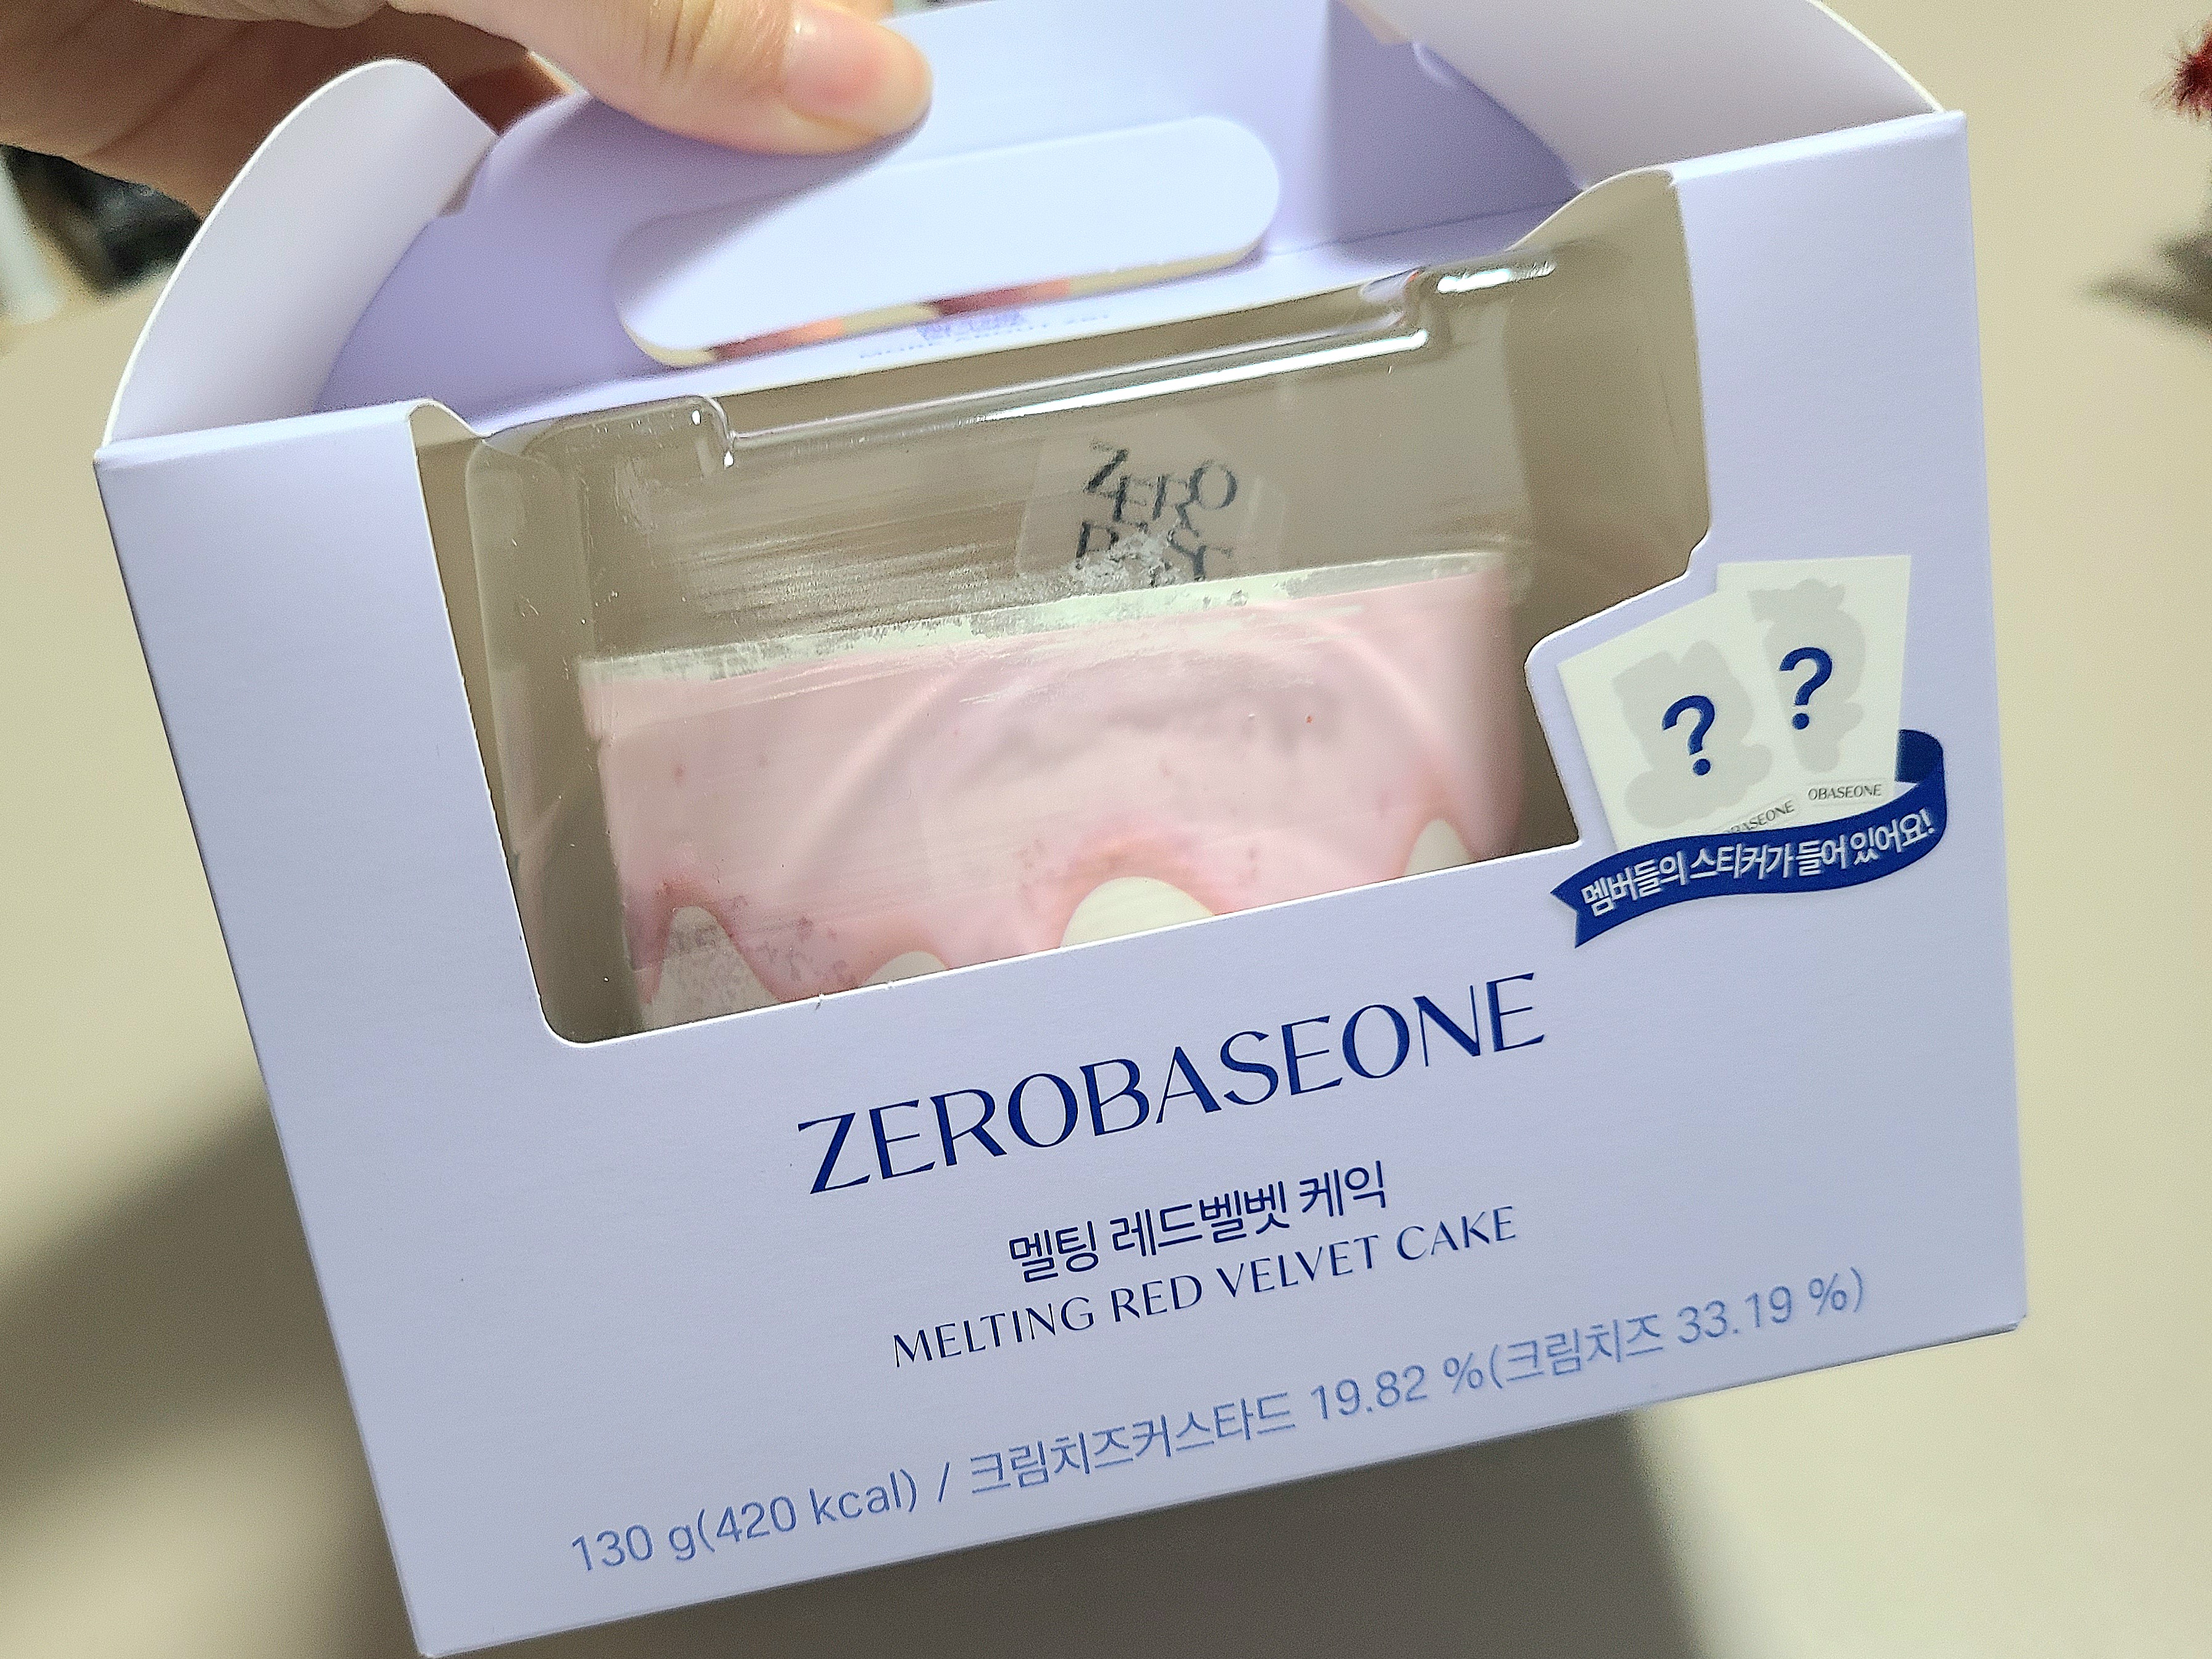 ZERO
?
?
OBASEONE
멤버들의 스티커가 들어 있어요!
ZEROBASEONE
멜팅 레드벨벳 케익
MELTING RED VELVET CAKE
130 g(420 kcal) / 크림치즈커스타드 19.82 %(크림치즈 33.19 %)